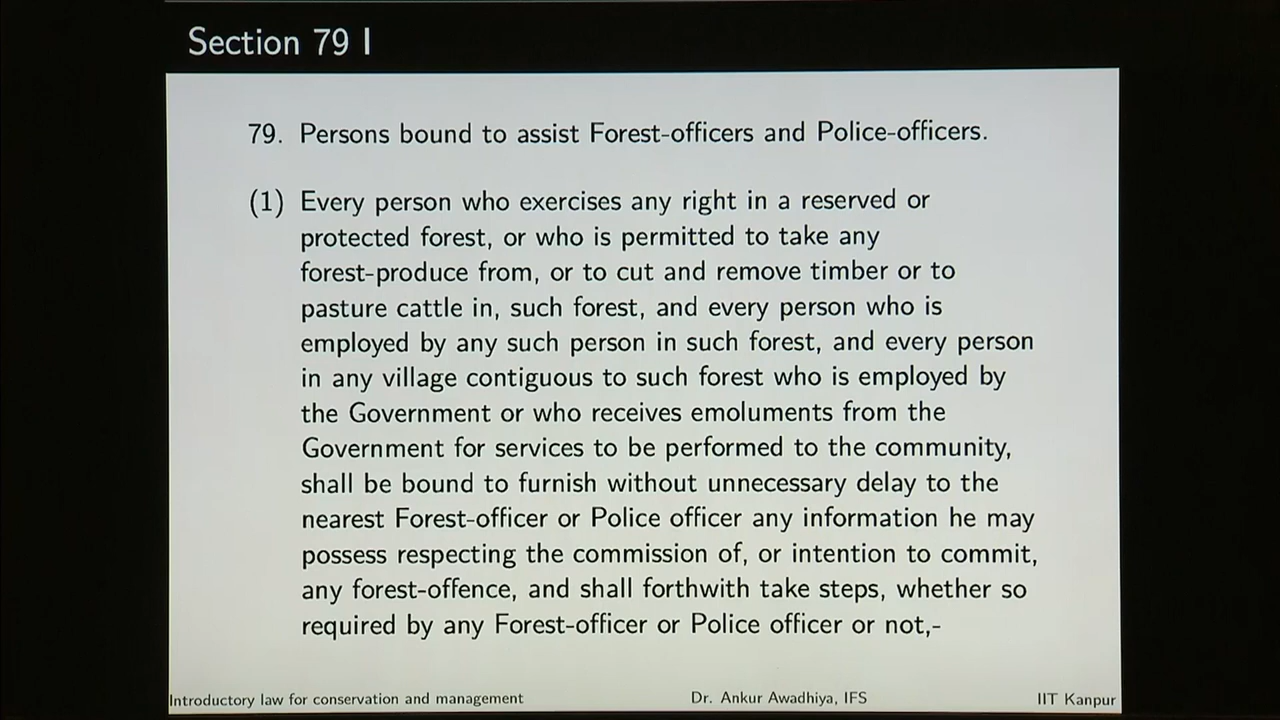 Section 79 I
79. Persons bound to assist Forest-officers and Police-officers.
(1) Every person who exercises any right in a reserved or
protected forest, or who is permitted to take any
forest-produce from, or to cut and remove timber or to
pasture cattle in, such forest, and every person who is
employed by any such person in such forest, and every person
in any village contiguous to such forest who is employed by
the Government or who receives emoluments from the
Government for services to be performed to the community,
shall be bound to furnish without unnecessary delay to the
nearest Forest-officer or Police officer any information he may
possess respecting the commission of, or intention to commit,
any forest-offence, and shall forthwith take steps, whether so
required by any Forest-officer or Police officer or not,-
Introductory law for conservation and management Dr. Ankur Awadhiya, IFS IIT Kanpur